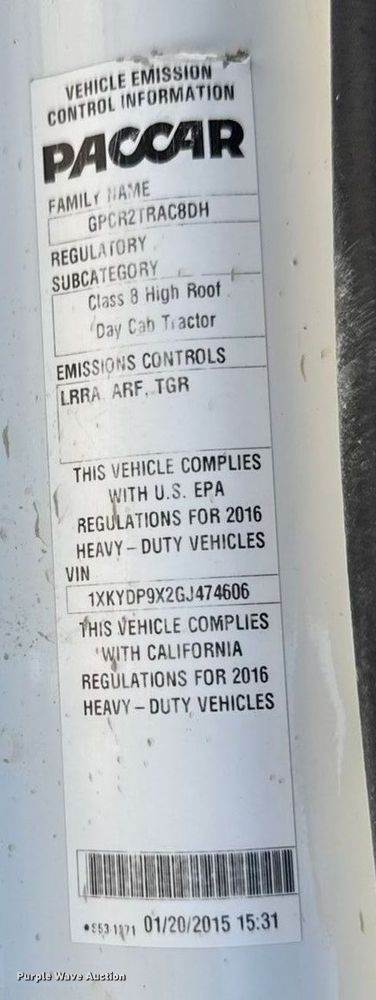 VEHICLE EMISSION
CONTROL INFORMATION
PACCAR
FAMILY NAME
GPCR2TRAC8DH
REGULATORY
SUBCATEGORY
Class 8 High Roof
Day Cab Tractor
EMISSIONS CONTROLS
LRRA, ARF, TGR
THIS VEHICLE COMPLIES
WITH U.S. EPA
REGULATIONS FOR 2016
HEAVY-DUTY VEHICLES
VIN
1XKYDP9X2GJ474606
THIS VEHICLE COMPLIES
WITH CALIFORNIA
REGULATIONS FOR 2016
HEAVY-DUTY VEHICLES
01/20/2015 15:31
Purple Wave Auction